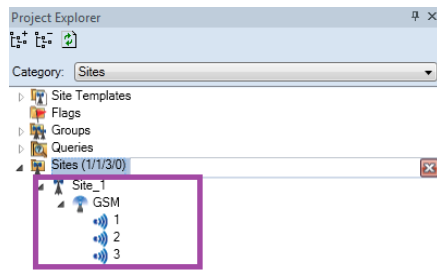 Project Explorer
Category: Sites
Site Templates
Flags
Groups
Queries
Sites (1/1/3/0)
Site_1
GSM
1
2
3